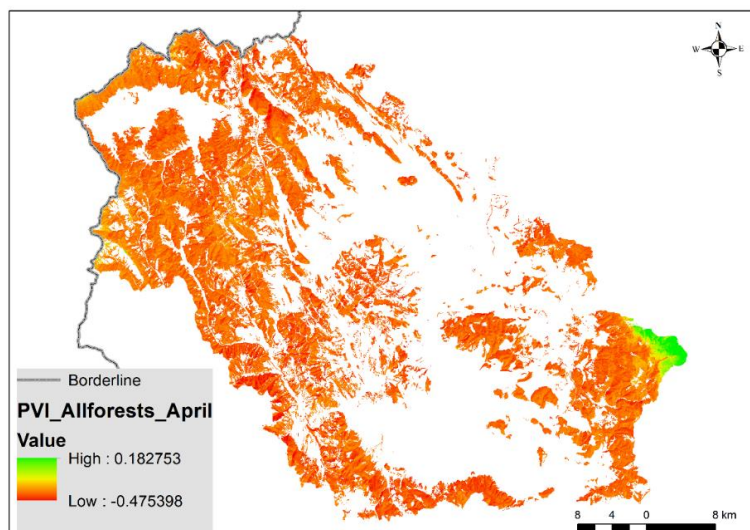 N
W E
S
Borderline
PVI_Allforests_April
Value
High : 0.182753
Low : -0.475398
8 4 0 8 km